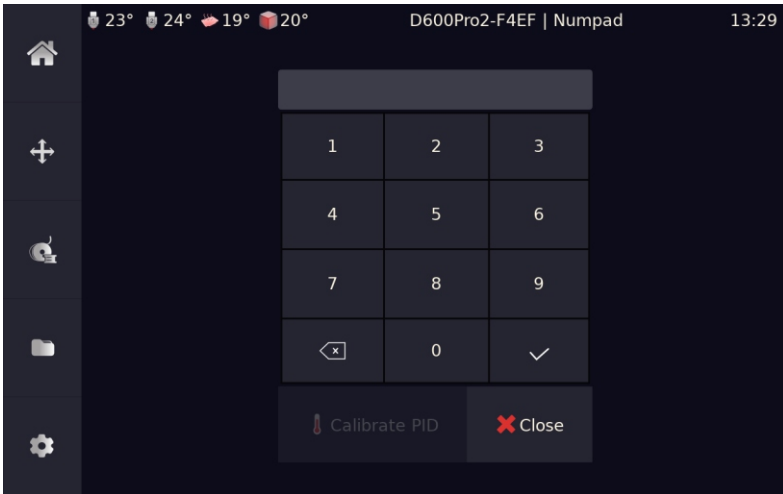 23° 24° 19° 20° D600Pro2-F4EF | Numpad 13:29
1 2 3
4 5 6
7 8 9
0
Calibrate PID Close